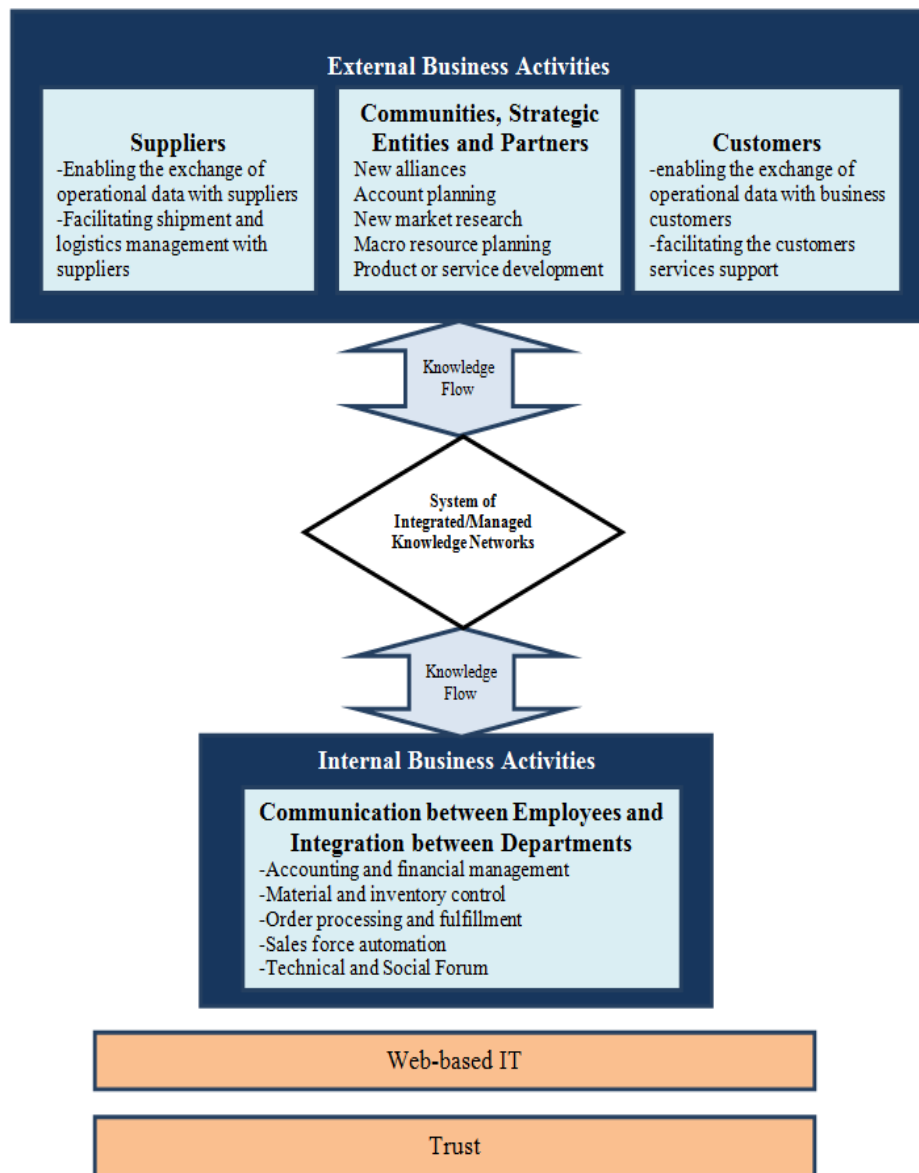 External Business Activities
Suppliers
-Enabling the exchange of
operational data with suppliers
-Facilitating shipment and
logistics management with
suppliers
Communities, Strategic
Entities and Partners
New alliances
Account planning
New market research
Macro resource planning
Product or service development
Customers
-enabling the exchange of
operational data with business
customers
-facilitating the customers
services support
Knowledge
Flow
System of
Integrated/Managed
Knowledge Networks
Knowledge
Flow
Internal Business Activities
Communication between Employees and
Integration between Departments
-Accounting and financial management
-Material and inventory control
-Order processing and fulfillment
-Sales force automation
-Technical and Social Forum
Web-based IT
Trust